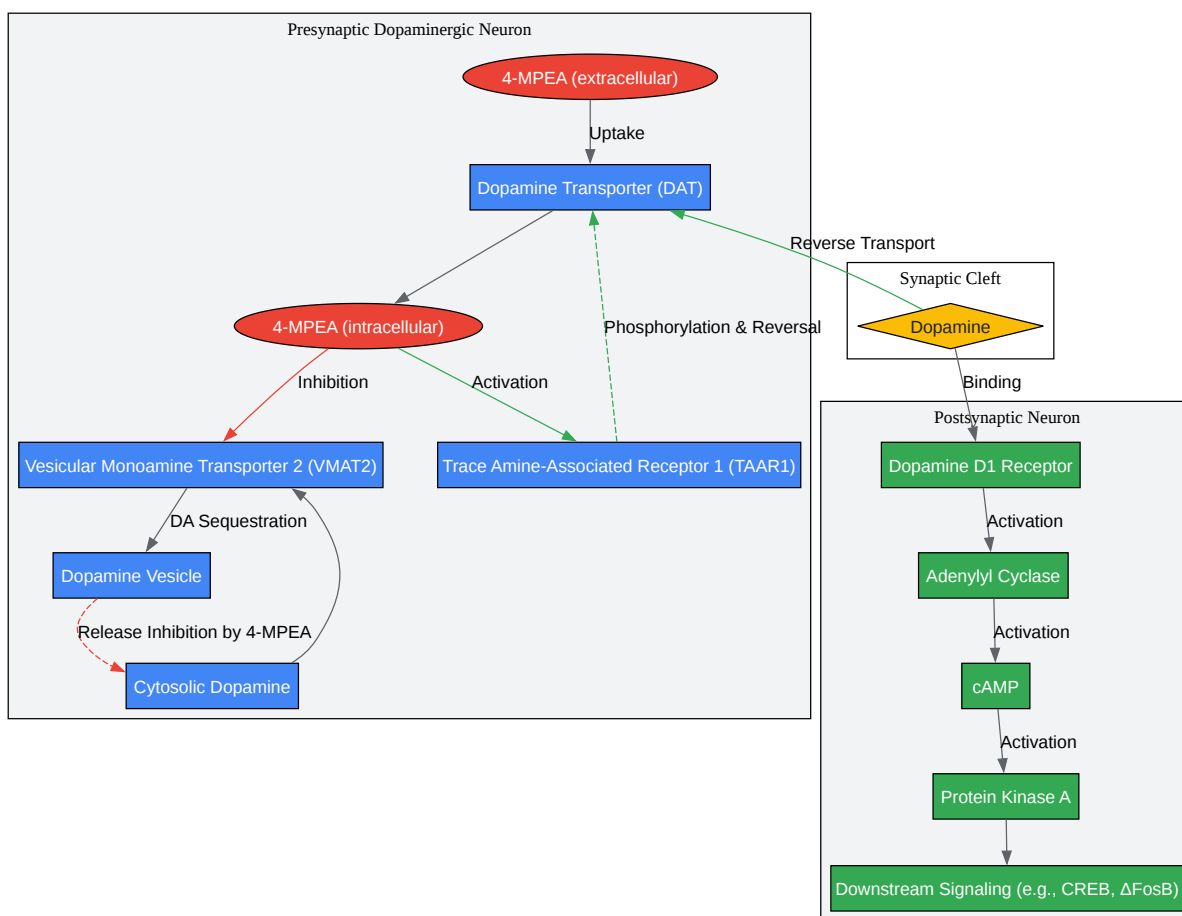 Presynaptic Dopaminergic Neuron
4-MPEA (extracellular)
Uptake
Dopamine Transporter (DAT)
Reverse Transport
Synaptic Cleft
4-MPEA (intracellular)
Phosphorylation & Reversal
Dopamine
Inhibition
Activation
Binding
Postsynaptic Neuron
Vesicular Monoamine Transporter 2 (VMAT2)
Trace Amine-Associated Receptor 1 (TAAR1)
Dopamine D1 Receptor
DA Sequestration
Activation
Dopamine Vesicle
Adenylyl Cyclase
Release Inhibition by 4-MPEA
Activation
Cytosolic Dopamine
cAMP
Activation
Protein Kinase A
Downstream Signaling (e.g., CREB, ΔFosB)